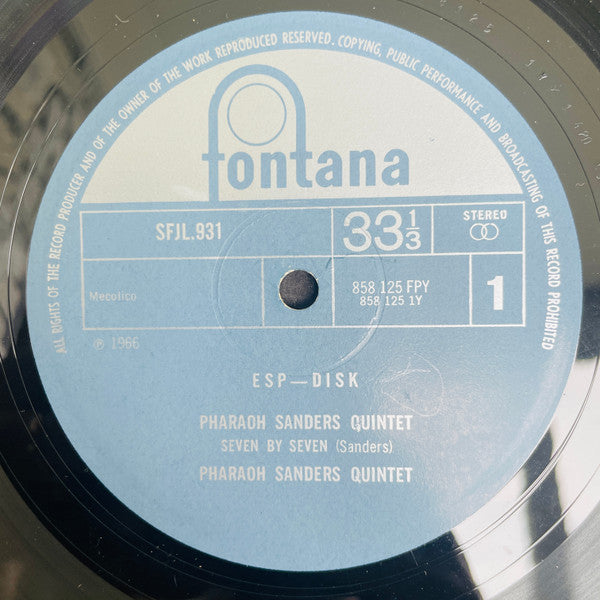 ALL RIGHTS OF THE RECORD PRODUCER AND OF THE OWNER OF THE WORK REPRODUCED RESERVED. COPYING, PUBLIC PERFORMANCE AND BROADCASTING OF THIS RECORD PROHIBITED
fontana
SFJL.931
33⅓
STEREO
Mecolico
858 125 FPY
858 125 1Y
1
℗ 1966
ESP—DISK
PHARAOH SANDERS QUINTET
SEVEN BY SEVEN (Sanders)
PHARAOH SANDERS QUINTET